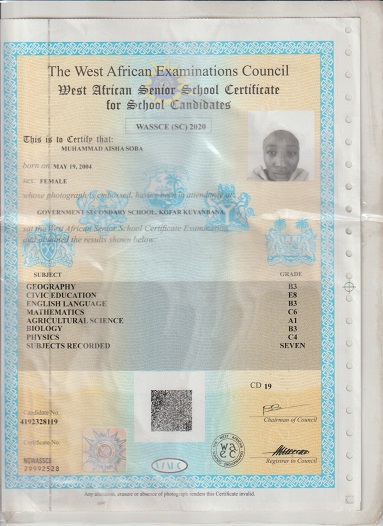 The West African Examinations Council
West African Senior School Certificate
for School Candidates
WASSCE (SC) 2020
This is to Certify that:
MUHAMMAD AISHA SOBA
born on MAY 19, 2004
sex FEMALE
whose photograph is embossed, having been in attendance at
GOVERNMENT SECONDARY SCHOOL, KOFAR KEYANBANA
sat the West African Senior School Certificate Examination
and obtained the results shown below
SUBJECT GRADE
GEOGRAPHY B3
CIVIC EDUCATION E8
ENGLISH LANGUAGE B3
MATHEMATICS C6
AGRICULTURAL SCIENCE A1
BIOLOGY B3
PHYSICS C4
SUBJECTS RECORDED SEVEN
CD 19
Candidate No.
4192328119
Chairman of Council
Certificate No.
NGWASSCS
Registrar to Council
Any alteration, erasure or absence of photograph renders this Certificate invalid.